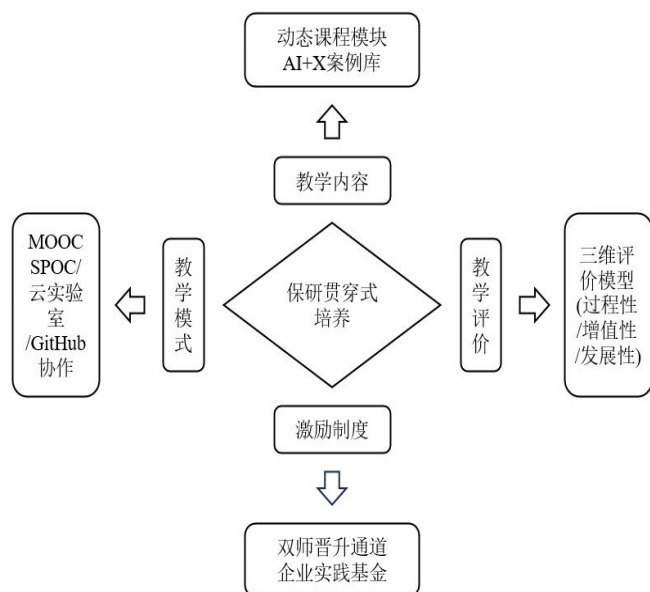 动态课程模块
AI+X案例库
教学内容
MOOC
SPOC/
云实验
室
/GitHub
协作
教
学
模
式
保研贯穿式
培养
教
学
评
价
三维评
价模型
(过程性
/增值性
/发展性)
激励制度
双师晋升通道
企业实践基金